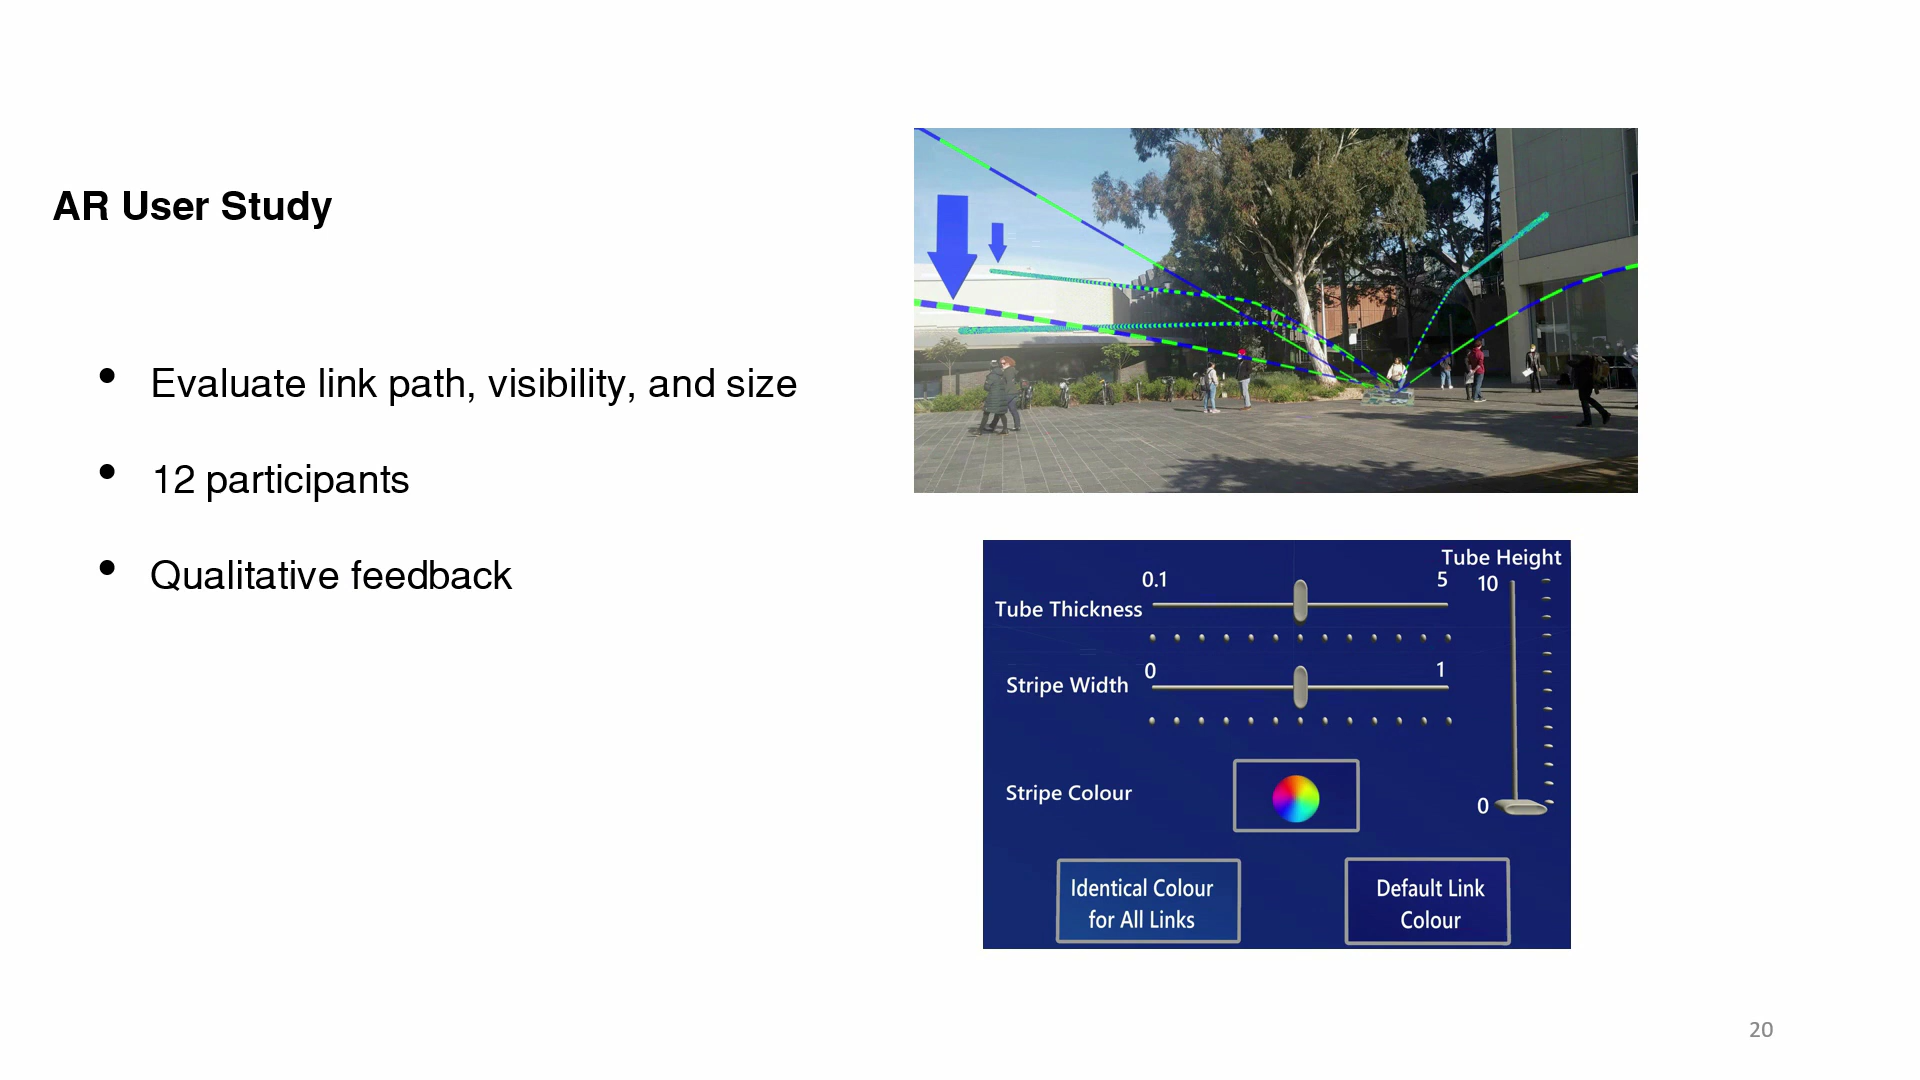 AR User Study
• Evaluate link path, visibility, and size
• 12 participants
• Qualitative feedback
Tube Height
0.1 5 10
Tube Thickness
0 1
Stripe Width
Stripe Colour
0
Identical Colour
for All Links
Default Link
Colour
20